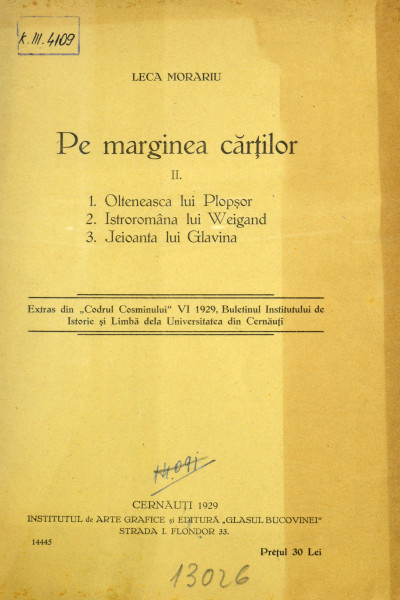 K. III. 4109
LECA MORARIU
Pe marginea cărților
II.
1. Olteneasca lui Plopșor
2. Istroromâna lui Weigand
3. Jeioanta lui Glavina
Extras din „Codrul Cosminului“ VI 1929, Buletinul Institutului de
Istorie și Limbă dela Universitatea din Cernăuți
CERNĂUȚI 1929
INSTITUTUL de ARTE GRAFICE și EDITURĂ „GLASUL BUCOVINEI“
STRADA I. FLONDOR 33.
14445
Prețul 30 Lei
13026